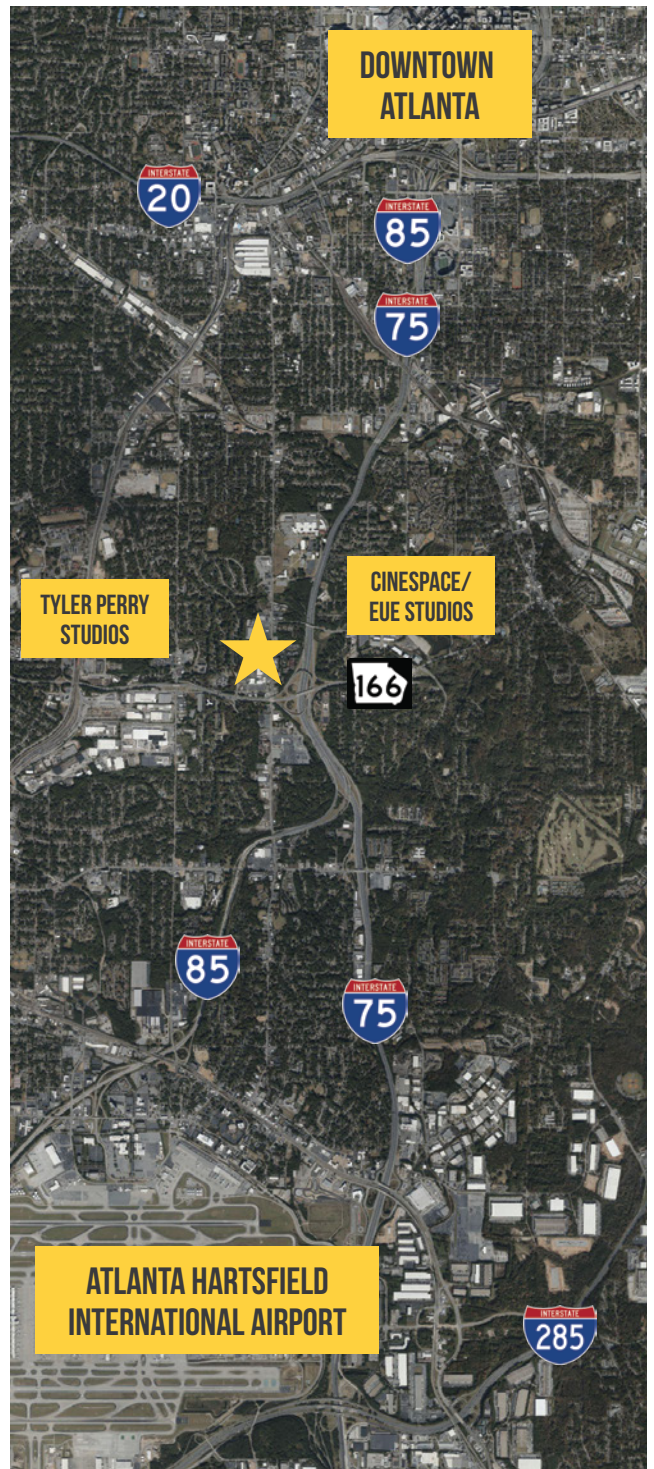 DOWNTOWN
ATLANTA
INTERSTATE
20
INTERSTATE
85
INTERSTATE
75
TYLER PERRY
STUDIOS
CINESPACE/
EUE STUDIOS
166
INTERSTATE
85
INTERSTATE
75
ATLANTA HARTSFIELD
INTERNATIONAL AIRPORT
INTERSTATE
285